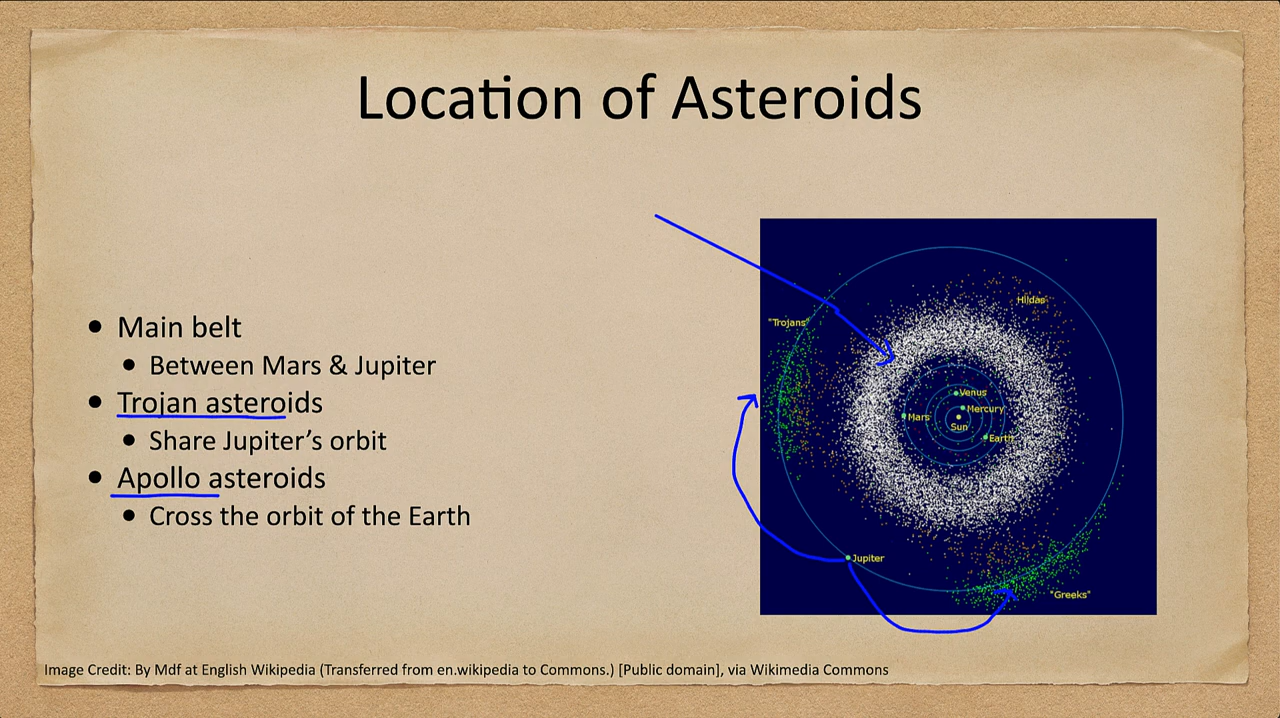 Location of Asteroids
• Main belt
• Between Mars & Jupiter
• Trojan asteroids
• Share Jupiter's orbit
• Apollo asteroids
• Cross the orbit of the Earth
Hildas
"Trojans"
Venus
Mercury
Mars
Sun
Earth
Jupiter
"Greeks"
Image Credit: By Mdf at English Wikipedia (Transferred from en.wikipedia to Commons.) [Public domain], via Wikimedia Commons